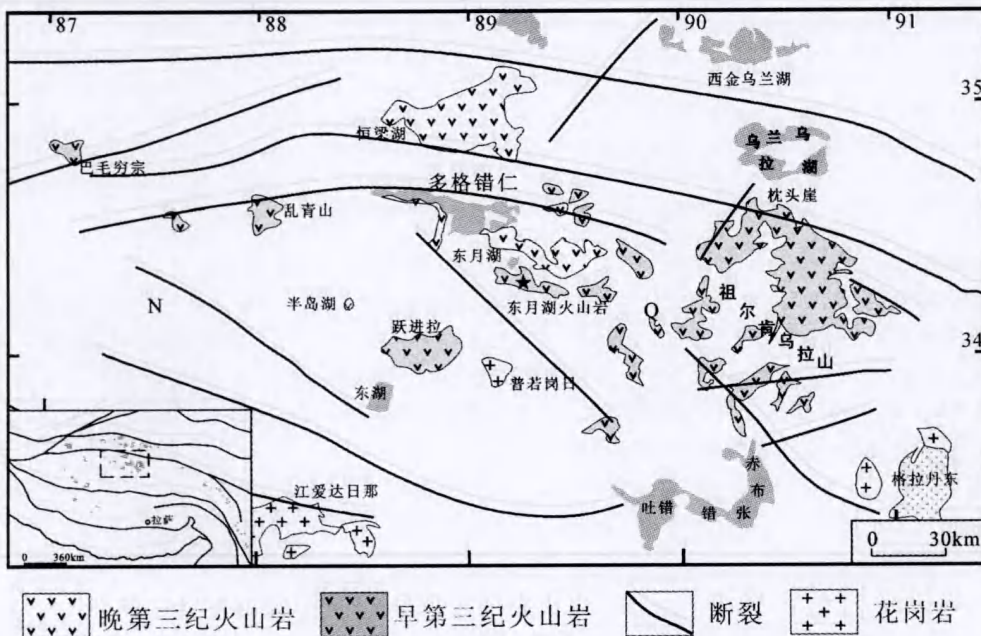 87 88 89 90 91
西金乌兰湖
35
恒梁湖
乌兰乌
拉湖
巴毛穷宗
多格错仁
枕头崖
乱青山
东月湖
祖尔肯乌拉山
N
半岛湖
东月湖火山岩
Q
跃进拉
34
普若岗日
东湖
赤布张错
格拉丹东
江爱达日那
吐错
拉萨
0 360km
0 30km
晚第三纪火山岩 早第三纪火山岩 断裂 花岗岩